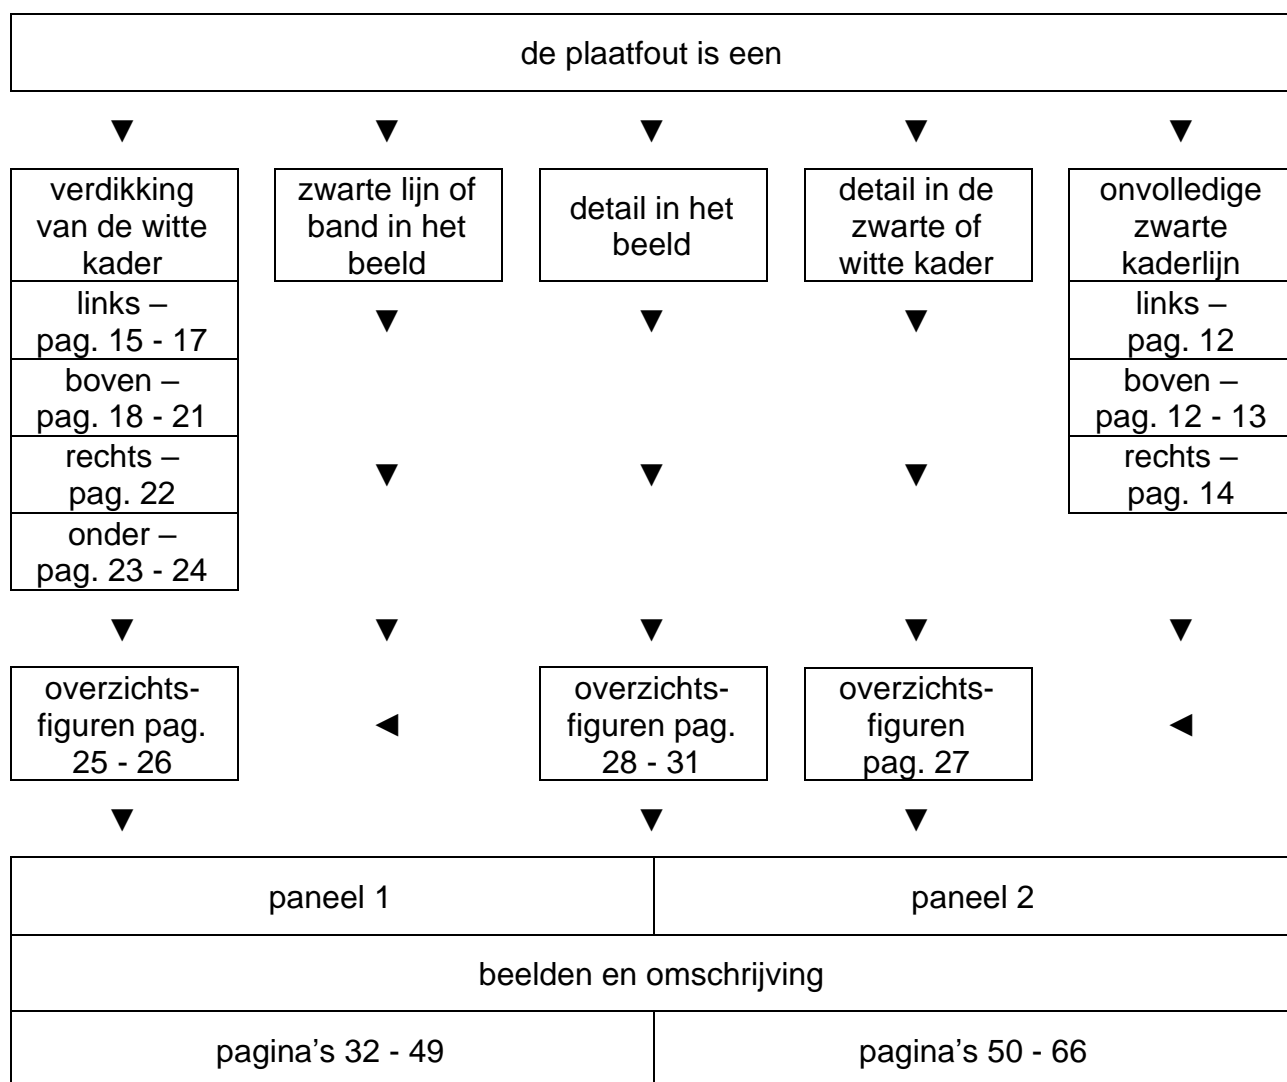 de plaatfout is een
verdikking
van de witte
kader
links –
pag. 15 - 17
boven –
pag. 18 - 21
rechts –
pag. 22
onder –
pag. 23 - 24
zwarte lijn of
band in het
beeld
detail in het
beeld
detail in de
zwarte of
witte kader
onvolledige
zwarte
kaderlijn
links –
pag. 12
boven –
pag. 12 - 13
rechts –
pag. 14
overzichts-
figuren pag.
25 - 26
overzichts-
figuren pag.
28 - 31
overzichts-
figuren
pag. 27
paneel 1
paneel 2
beelden en omschrijving
pagina's 32 - 49
pagina's 50 - 66